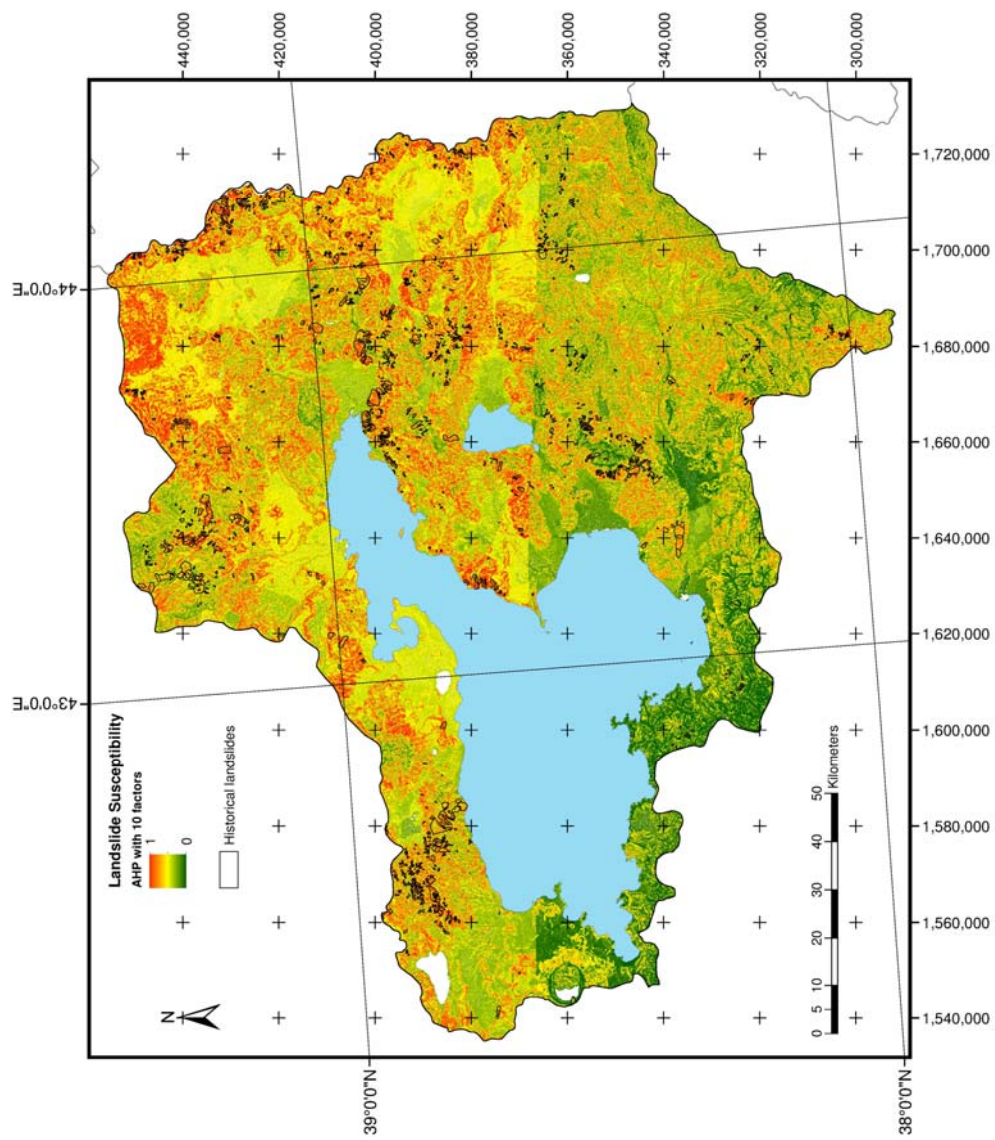 Landslide Susceptibility
AHP with 10 factors
1
0
Historical landslides
N
43°0'0"E
44°0'0"E
39°0'0"N
38°0'0"N
440,000
420,000
400,000
380,000
360,000
340,000
320,000
300,000
1,540,000
1,560,000
1,580,000
1,600,000
1,620,000
1,640,000
1,660,000
1,680,000
1,700,000
1,720,000
0 5 10 20 30 40 50
Kilometers